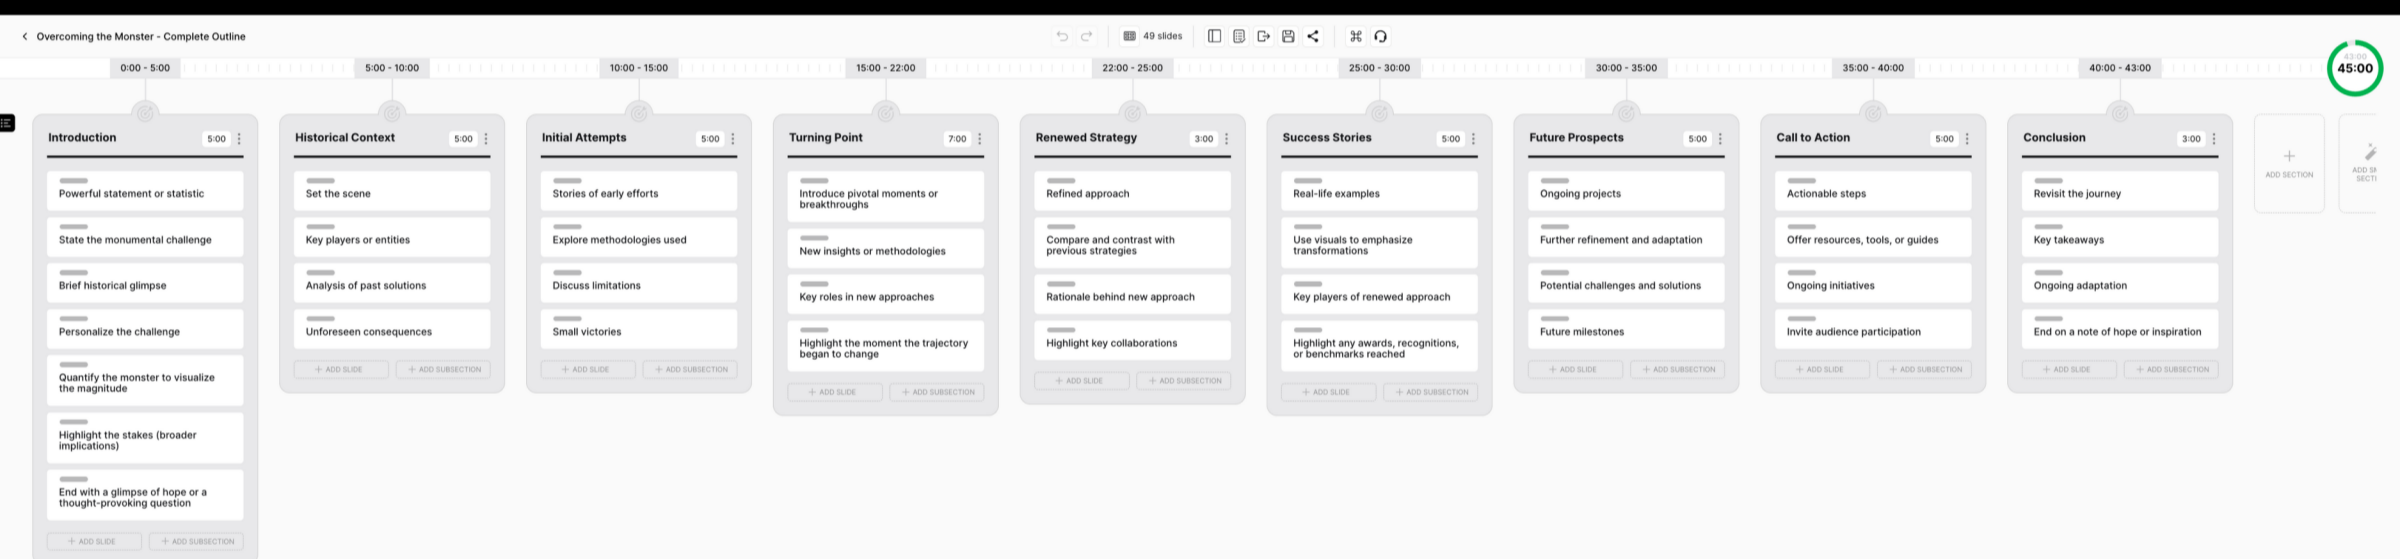 Overcoming the Monster - Complete Outline
49 slides
0:00 - 5:00
5:00 - 10:00
10:00 - 15:00
15:00 - 22:00
22:00 - 25:00
25:00 - 30:00
30:00 - 35:00
35:00 - 40:00
40:00 - 43:00
43:00
45:00
Introduction
5:00
Powerful statement or statistic
State the monumental challenge
Brief historical glimpse
Personalize the challenge
Quantify the monster to visualize
the magnitude
Highlight the stakes (broader
implications)
End with a glimpse of hope or a
thought-provoking question
+ ADD SLIDE
+ ADD SUBSECTION
Historical Context
5:00
Set the scene
Key players or entities
Analysis of past solutions
Unforeseen consequences
+ ADD SLIDE
+ ADD SUBSECTION
Initial Attempts
5:00
Stories of early efforts
Explore methodologies used
Discuss limitations
Small victories
+ ADD SLIDE
+ ADD SUBSECTION
Turning Point
7:00
Introduce pivotal moments or
breakthroughs
New insights or methodologies
Key roles in new approaches
Highlight the moment the trajectory
began to change
+ ADD SLIDE
+ ADD SUBSECTION
Renewed Strategy
3:00
Refined approach
Compare and contrast with
previous strategies
Rationale behind new approach
Highlight key collaborations
+ ADD SLIDE
+ ADD SUBSECTION
Success Stories
5:00
Real-life examples
Use visuals to emphasize
transformations
Key players of renewed approach
Highlight any awards, recognitions,
or benchmarks reached
+ ADD SLIDE
+ ADD SUBSECTION
Future Prospects
5:00
Ongoing projects
Further refinement and adaptation
Potential challenges and solutions
Future milestones
+ ADD SLIDE
+ ADD SUBSECTION
Call to Action
5:00
Actionable steps
Offer resources, tools, or guides
Ongoing initiatives
Invite audience participation
+ ADD SLIDE
+ ADD SUBSECTION
Conclusion
3:00
Revisit the journey
Key takeaways
Ongoing adaptation
End on a note of hope or inspiration
+ ADD SLIDE
+ ADD SUBSECTION
+
ADD SECTION
ADD
SECTI